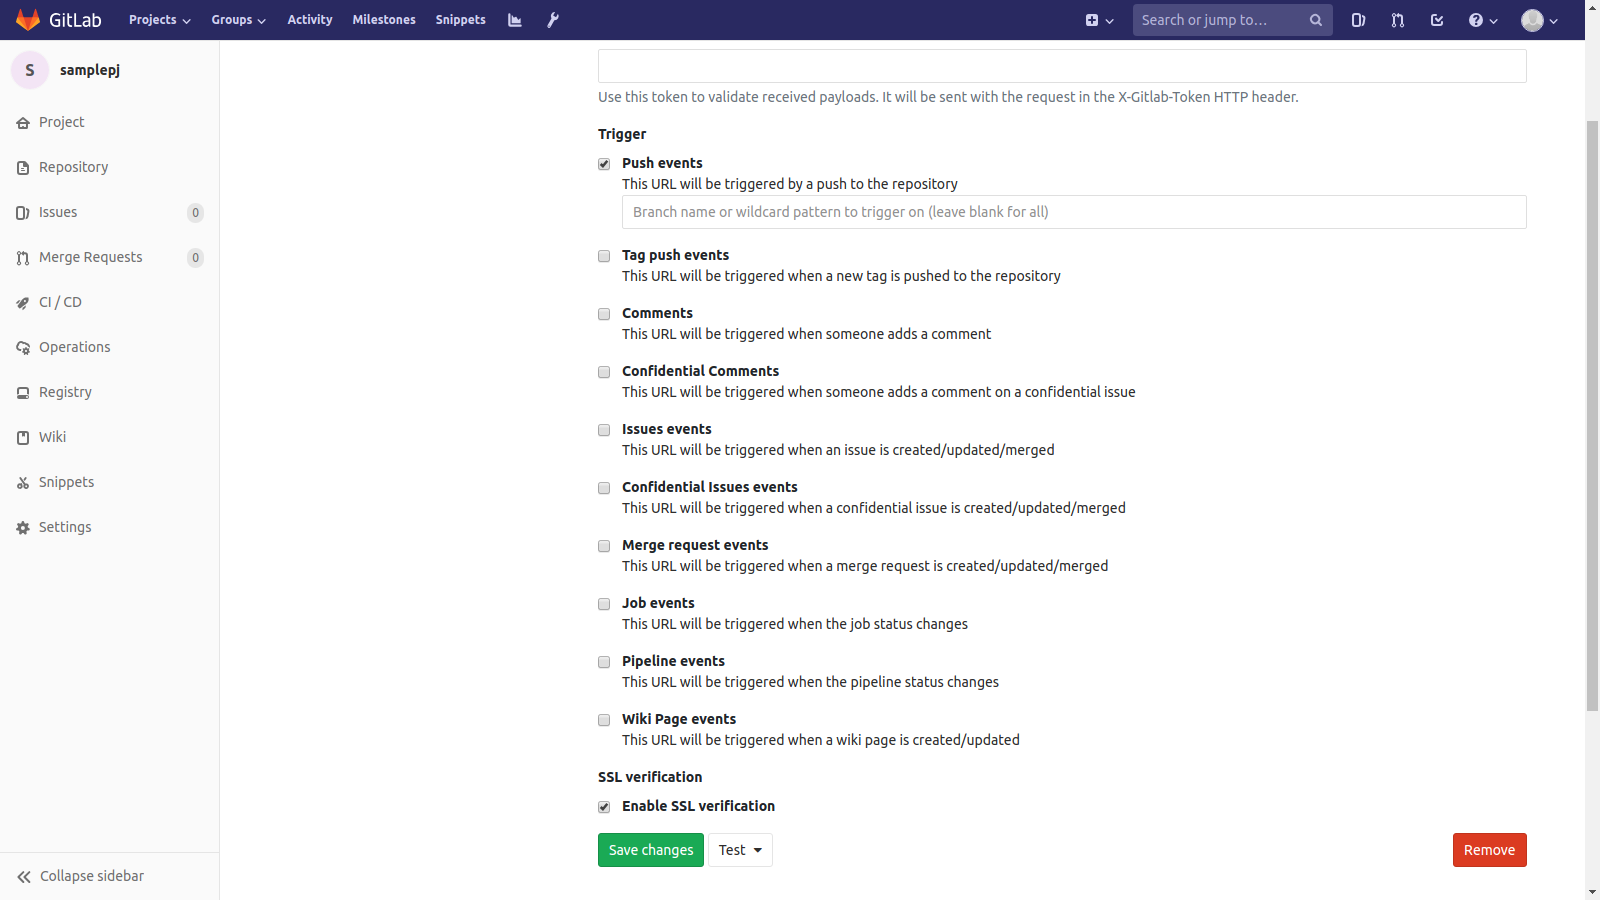 GitLab Projects Groups Activity Milestones Snippets Search or jump to…
S samplepj
Project
Repository
Issues 0
Merge Requests 0
CI / CD
Operations
Registry
Wiki
Snippets
Settings
Collapse sidebar
Use this token to validate received payloads. It will be sent with the request in the X-Gitlab-Token HTTP header.
Trigger
Push events
This URL will be triggered by a push to the repository
Branch name or wildcard pattern to trigger on (leave blank for all)
Tag push events
This URL will be triggered when a new tag is pushed to the repository
Comments
This URL will be triggered when someone adds a comment
Confidential Comments
This URL will be triggered when someone adds a comment on a confidential issue
Issues events
This URL will be triggered when an issue is created/updated/merged
Confidential Issues events
This URL will be triggered when a confidential issue is created/updated/merged
Merge request events
This URL will be triggered when a merge request is created/updated/merged
Job events
This URL will be triggered when the job status changes
Pipeline events
This URL will be triggered when the pipeline status changes
Wiki Page events
This URL will be triggered when a wiki page is created/updated
SSL verification
Enable SSL verification
Save changes Test Remove